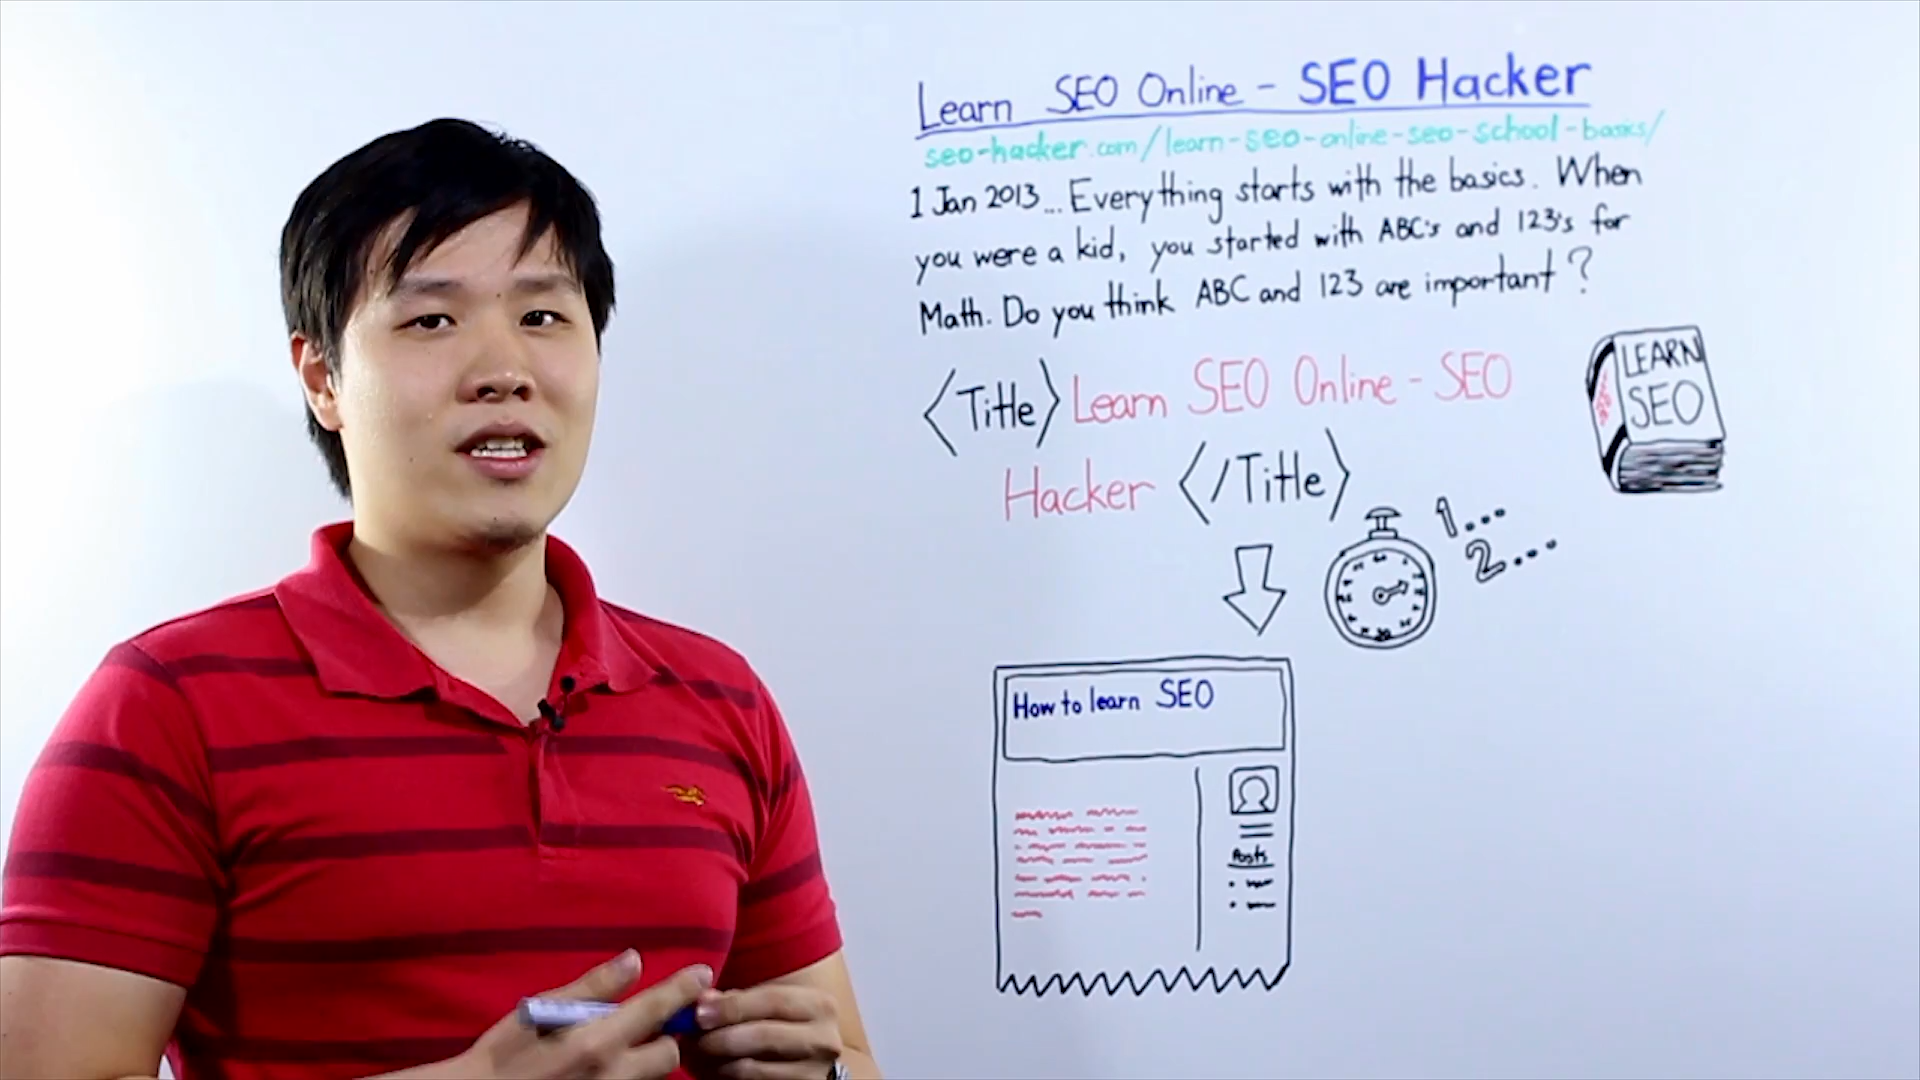 Learn SEO Online - SEO Hacker
seo-hacker.com/learn-seo-online-seo-school-basics/
1 Jan 2013... Everything starts with the basics. When
you were a kid, you started with ABC's and 123's for
Math. Do you think ABC and 123 are important?
<Title> Learn SEO Online - SEO
Hacker </Title>
LEARN
SEO
1...
2...
How to learn SEO
Posts